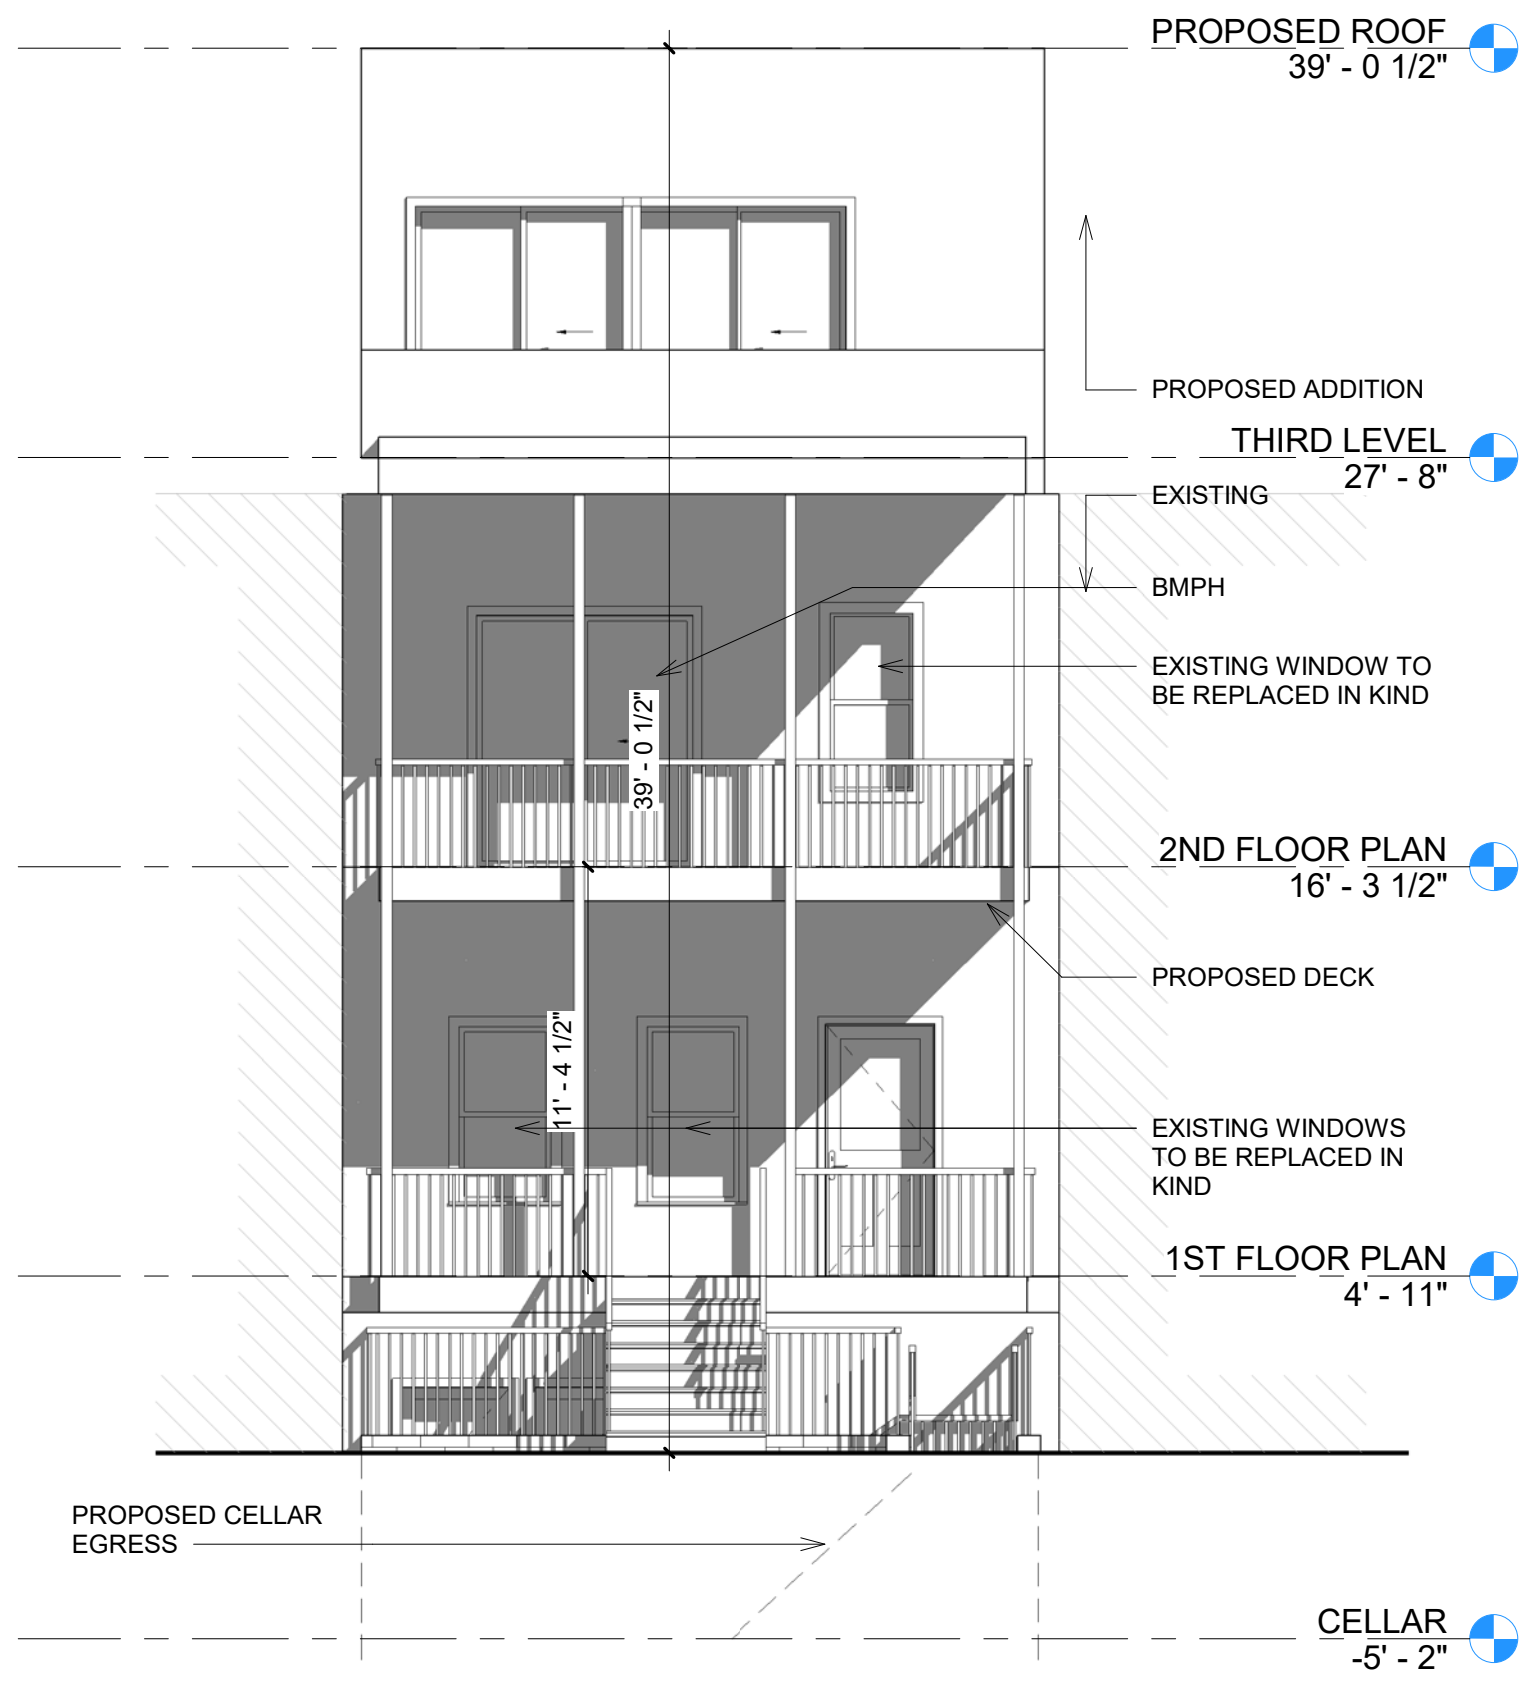 PROPOSED ROOF
39' - 0 1/2"
PROPOSED ADDITION
THIRD LEVEL
27' - 8"
EXISTING
BMPH
EXISTING WINDOW TO
BE REPLACED IN KIND
39' - 0 1/2"
2ND FLOOR PLAN
16' - 3 1/2"
PROPOSED DECK
11' - 4 1/2"
EXISTING WINDOWS
TO BE REPLACED IN
KIND
1ST FLOOR PLAN
4' - 11"
PROPOSED CELLAR
EGRESS
CELLAR
-5' - 2"